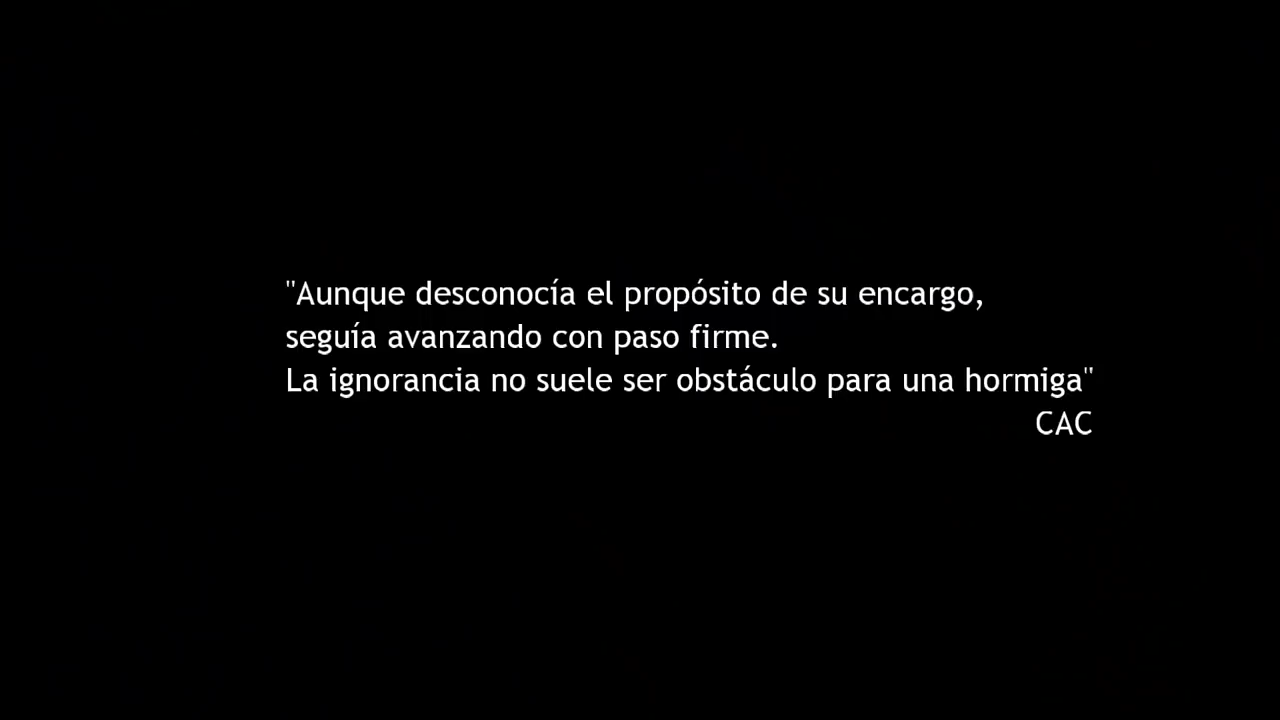 "Aunque desconocía el propósito de su encargo,
seguía avanzando con paso firme.
La ignorancia no suele ser obstáculo para una hormiga"
CAC